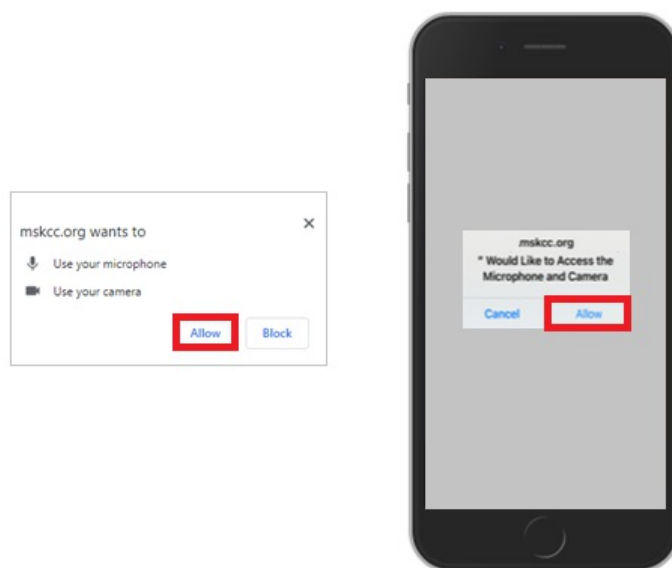 mskcc.org wants to
Use your microphone
Use your camera
Allow Block
mskcc.org
" Would Like to Access the
Microphone and Camera
Cancel Allow